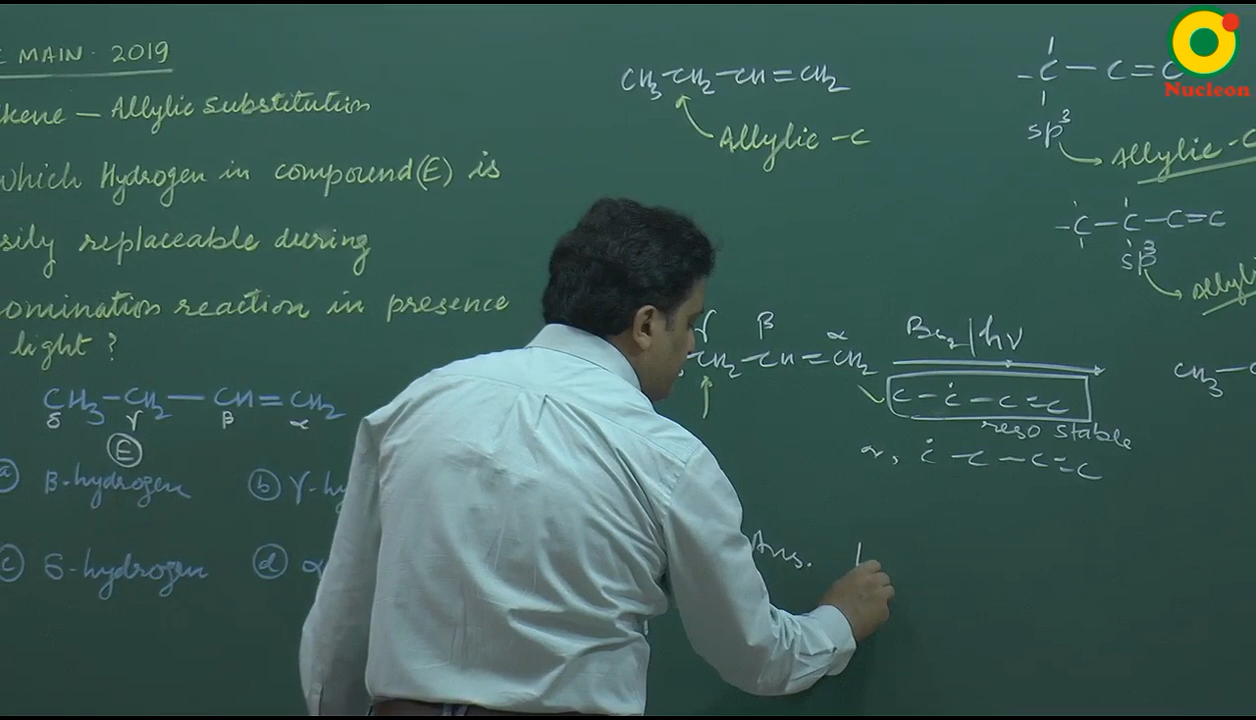 E MAIN. 2019
kene — Allylic substitution
which Hydrogen in compound (E) is
sily replaceable during
omination reaction in presence
light ?
CH3-CH2-CH=CH2
δ γ β α
E
a β-hydrogen b γ-hy
c δ-hydrogen d α
CH3-CH2-CH=CH2
Allylic-C
-C-C=C
sp3
Allylic-C
-C-C-C=C
sp3
Allylic
γ β α
CH2-CH=CH2
Br2/hν
CH3-C
C-C-C=C
reso stable
C-C-C=C
Ans.
Nucleon